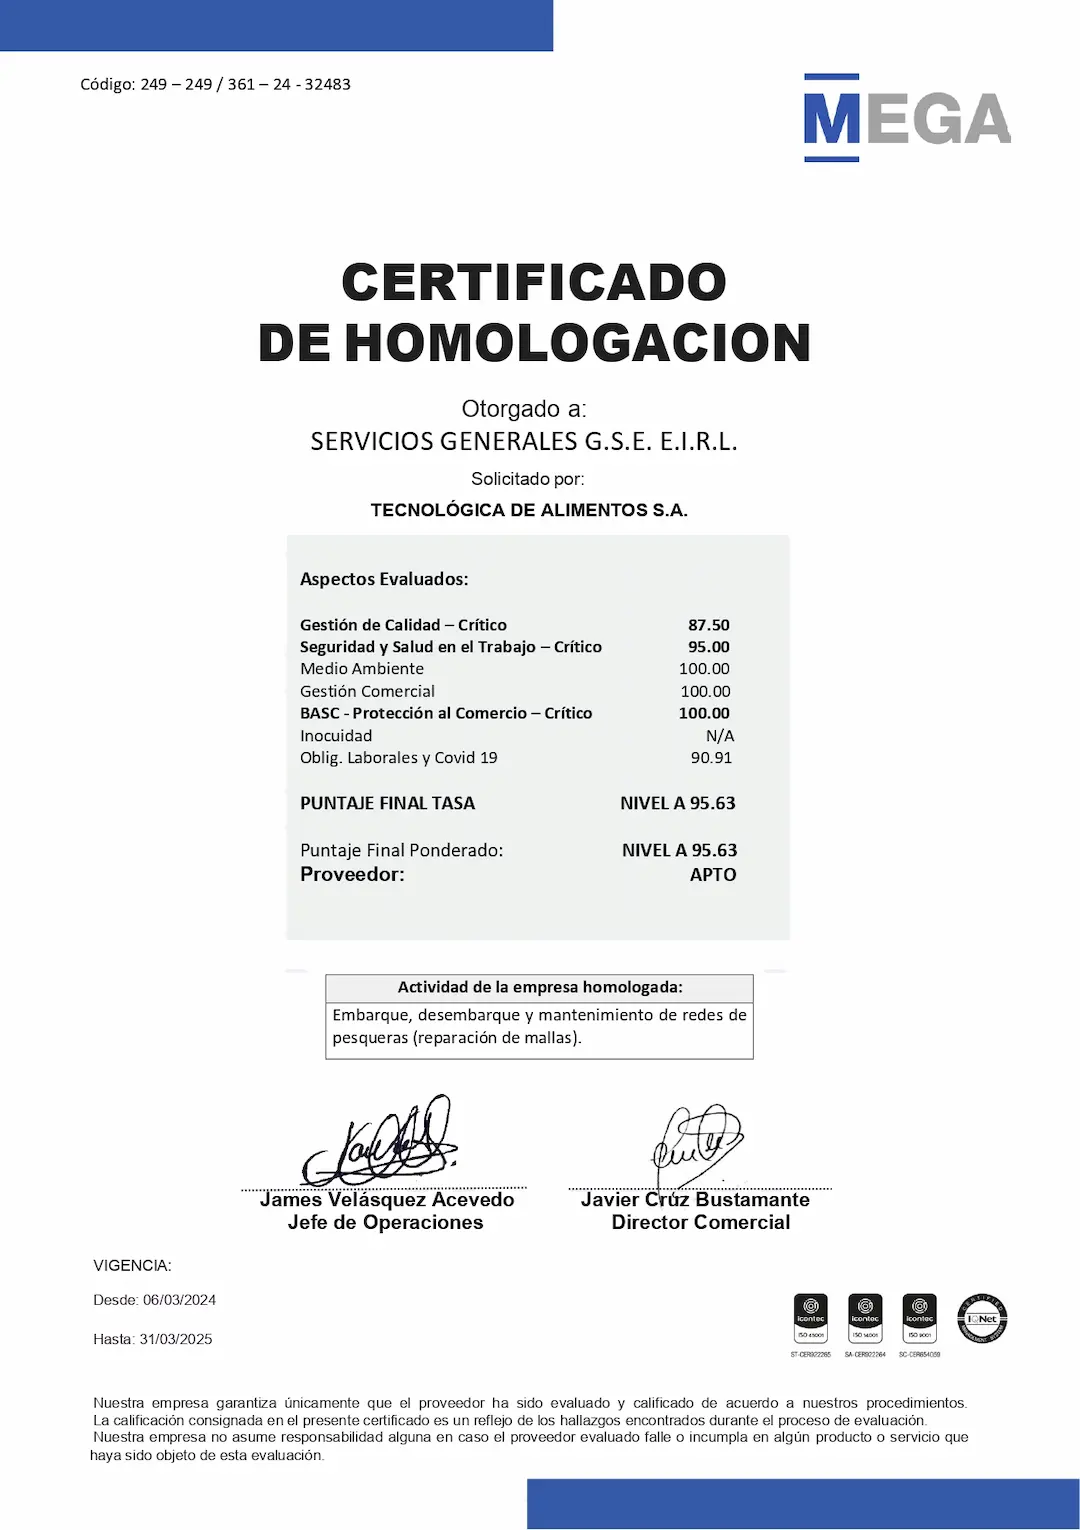 Código: 249 – 249 / 361 – 24 - 32483
MEGA
CERTIFICADO
DE HOMOLOGACION
Otorgado a:
SERVICIOS GENERALES G.S.E. E.I.R.L.
Solicitado por:
TECNOLÓGICA DE ALIMENTOS S.A.
Aspectos Evaluados:
Gestión de Calidad – Crítico 87.50
Seguridad y Salud en el Trabajo – Crítico 95.00
Medio Ambiente 100.00
Gestión Comercial 100.00
BASC - Protección al Comercio – Crítico 100.00
Inocuidad N/A
Oblig. Laborales y Covid 19 90.91
PUNTAJE FINAL TASA NIVEL A 95.63
Puntaje Final Ponderado: NIVEL A 95.63
Proveedor: APTO
Actividad de la empresa homologada:
Embarque, desembarque y mantenimiento de redes de
pesqueras (reparación de mallas).
James Velásquez Acevedo
Jefe de Operaciones
Javier Cruz Bustamante
Director Comercial
VIGENCIA:
Desde: 06/03/2024
Hasta: 31/03/2025
icontec icontec icontec IQNet
ISO 45001 ISO 14001 ISO 9001
ST-CER922265 SA-CER922264 SC-CER654059
Nuestra empresa garantiza únicamente que el proveedor ha sido evaluado y calificado de acuerdo a nuestros procedimientos.
La calificación consignada en el presente certificado es un reflejo de los hallazgos encontrados durante el proceso de evaluación.
Nuestra empresa no asume responsabilidad alguna en caso el proveedor evaluado falle o incumpla en algún producto o servicio que
haya sido objeto de esta evaluación.